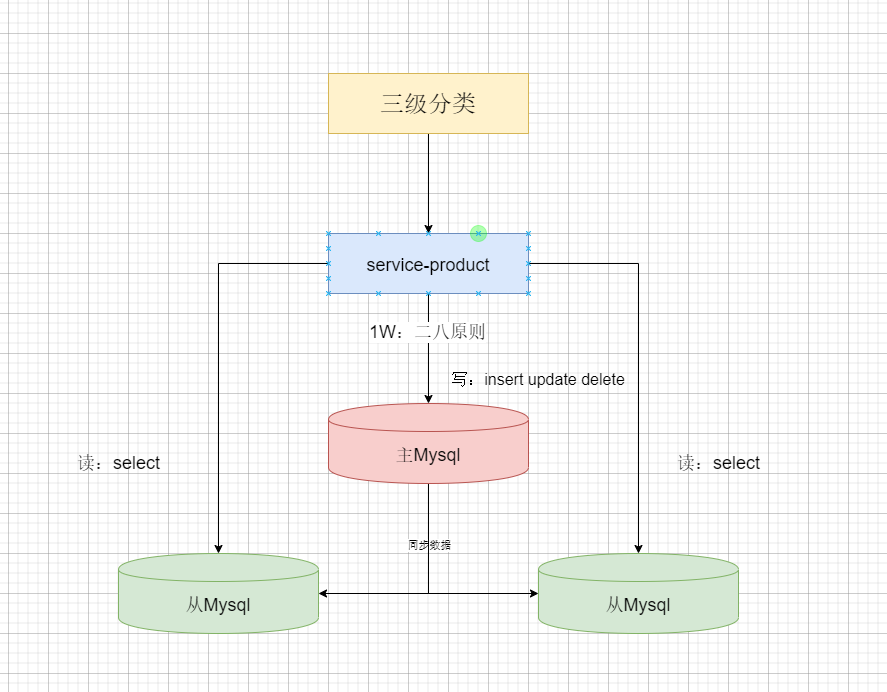 三级分类
service-product
1W：二八原则
写：insert update delete
主Mysql
读：select
读：select
同步数据
从Mysql
从Mysql